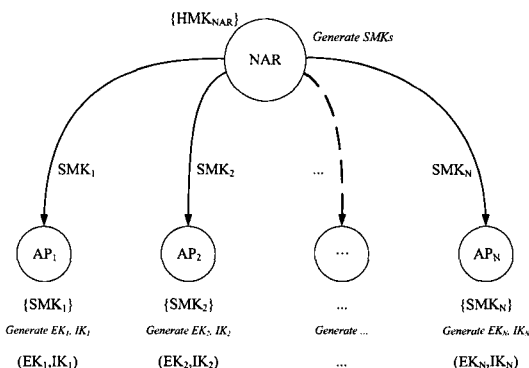 {HMK_NAR}
Generate SMKs
NAR
SMK_1
SMK_2
...
SMK_N
AP_1
AP_2
...
AP_N
{SMK_1}
{SMK_2}
...
{SMK_N}
Generate EK_1, IK_1
Generate EK_2, IK_2
Generate ...
Generate EK_N, IK_N
(EK_1,IK_1)
(EK_2,IK_2)
...
(EK_N,IK_N)